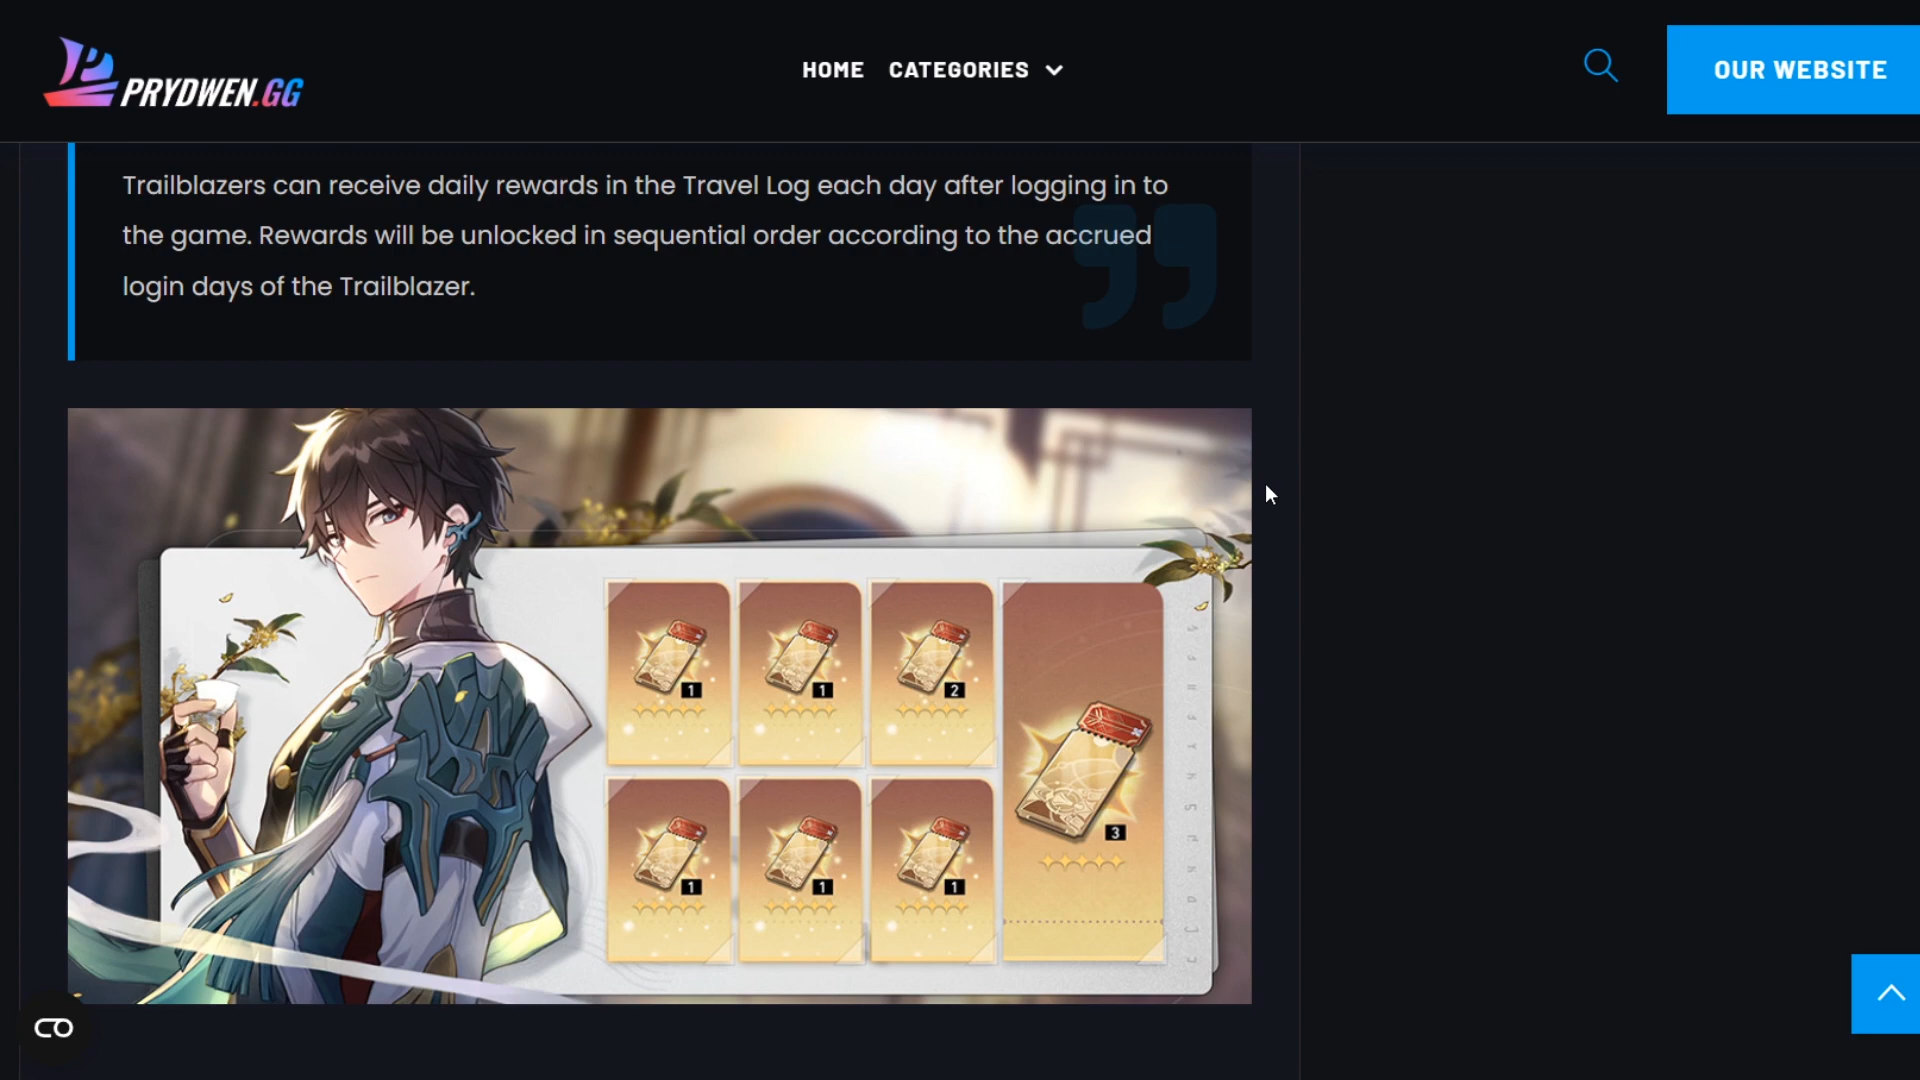 PRYDWEN.GG
HOME CATEGORIES
OUR WEBSITE
Trailblazers can receive daily rewards in the Travel Log each day after logging in to
the game. Rewards will be unlocked in sequential order according to the accrued
login days of the Trailblazer.
1 1 2
3
1 1 1